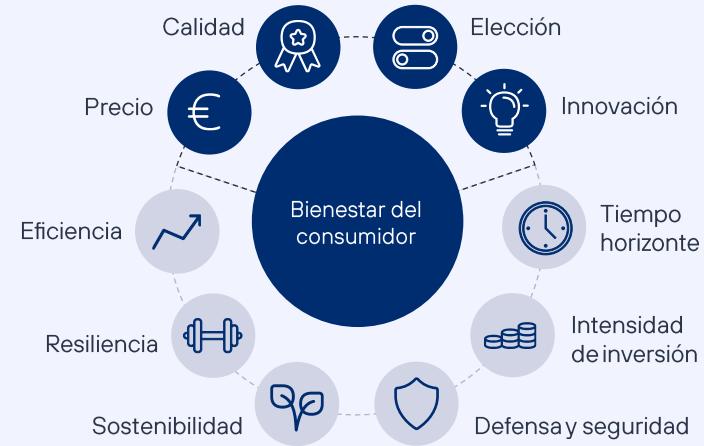 Calidad
Elección
Precio
€
Innovación
Bienestar del
consumidor
Eficiencia
Tiempo
horizonte
Resiliencia
Intensidad
de inversión
Sostenibilidad
Defensa y seguridad